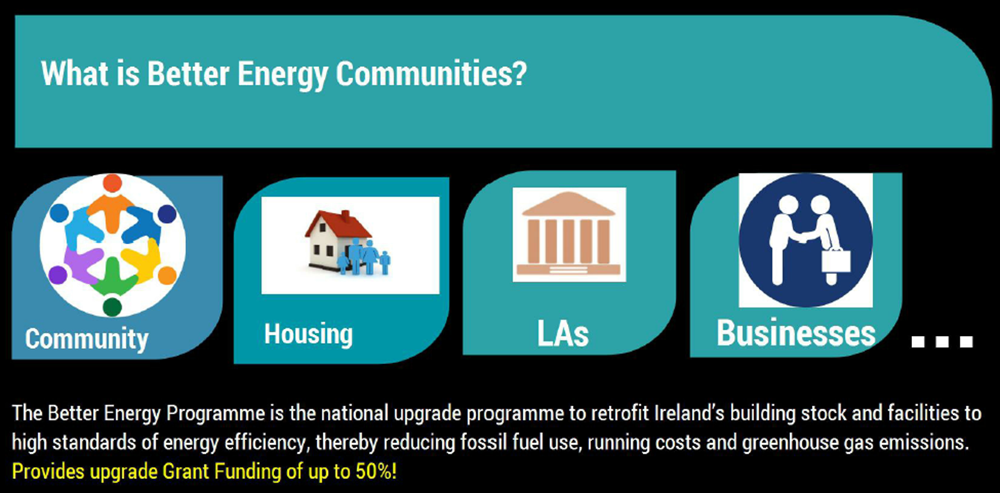 What is Better Energy Communities?
Community
Housing
LAs
Businesses
...
The Better Energy Programme is the national upgrade programme to retrofit Ireland's building stock and facilities to
high standards of energy efficiency, thereby reducing fossil fuel use, running costs and greenhouse gas emissions.
Provides upgrade Grant Funding of up to 50%!